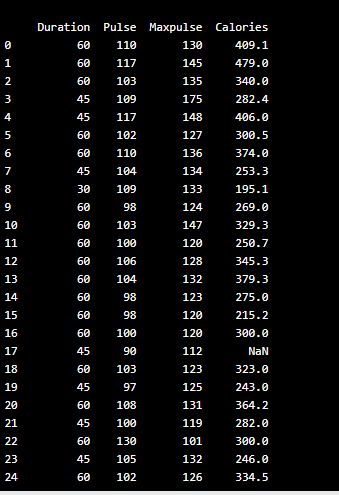 Duration Pulse Maxpulse Calories
0 60 110 130 409.1
1 60 117 145 479.0
2 60 103 135 340.0
3 45 109 175 282.4
4 45 117 148 406.0
5 60 102 127 300.5
6 60 110 136 374.0
7 45 104 134 253.3
8 30 109 133 195.1
9 60 98 124 269.0
10 60 103 147 329.3
11 60 100 120 250.7
12 60 106 128 345.3
13 60 104 132 379.3
14 60 98 123 275.0
15 60 98 120 215.2
16 60 100 120 300.0
17 45 90 112 NaN
18 60 103 123 323.0
19 45 97 125 243.0
20 60 108 131 364.2
21 45 100 119 282.0
22 60 130 101 300.0
23 45 105 132 246.0
24 60 102 126 334.5